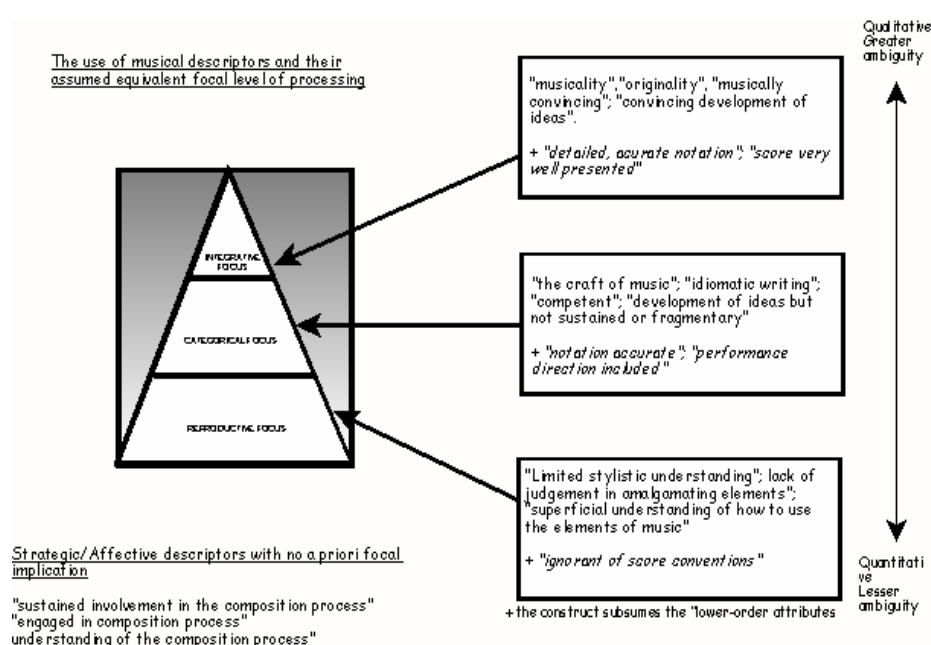 The use of musical descriptors and their
assumed equivalent focal level of processing
Qualitative
Greater
ambiguity
"musicality","originality", "musically
convincing"; "convincing development of
ideas".
+ "detailed, acurate notation"; "score very
well presented"
INTEGRATIVE
FOCUS
"the craft of music"; "idiomatic writing";
"competent"; "development of ideas but
not sustained or fragmentary"
+ "notation accurate"; "performance
direction included"
CATEGORICAL FOCUS
REPRODUCTIVE FOCUS
"Limited stylistic understanding"; lack of
judgement in amalgamating elements";
"superficial understanding of how to use
the elements of music"
+ "ignorant of score conventions"
Quantitati
ve
Lesser
ambiguity
+ the construct subsumes the "lower-order attributes
Strategic/Affective descriptors with no a priori focal
implication
"sustained involvement in the composition process"
"engaged in composition process"
understanding of the composition process"